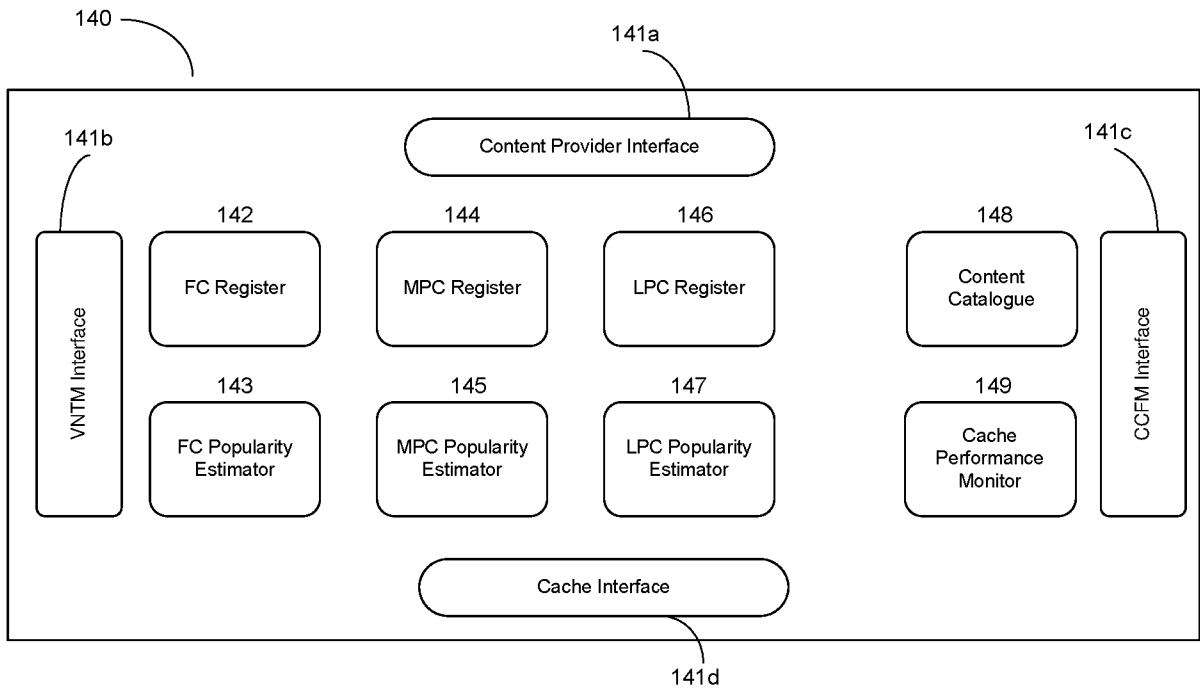 140
141a
141b
Content Provider Interface
141c
142
144
146
148
VNTM Interface
FC Register
MPC Register
LPC Register
Content
Catalogue
CCFM Interface
143
145
147
149
FC Popularity
Estimator
MPC Popularity
Estimator
LPC Popularity
Estimator
Cache
Performance
Monitor
Cache Interface
141d